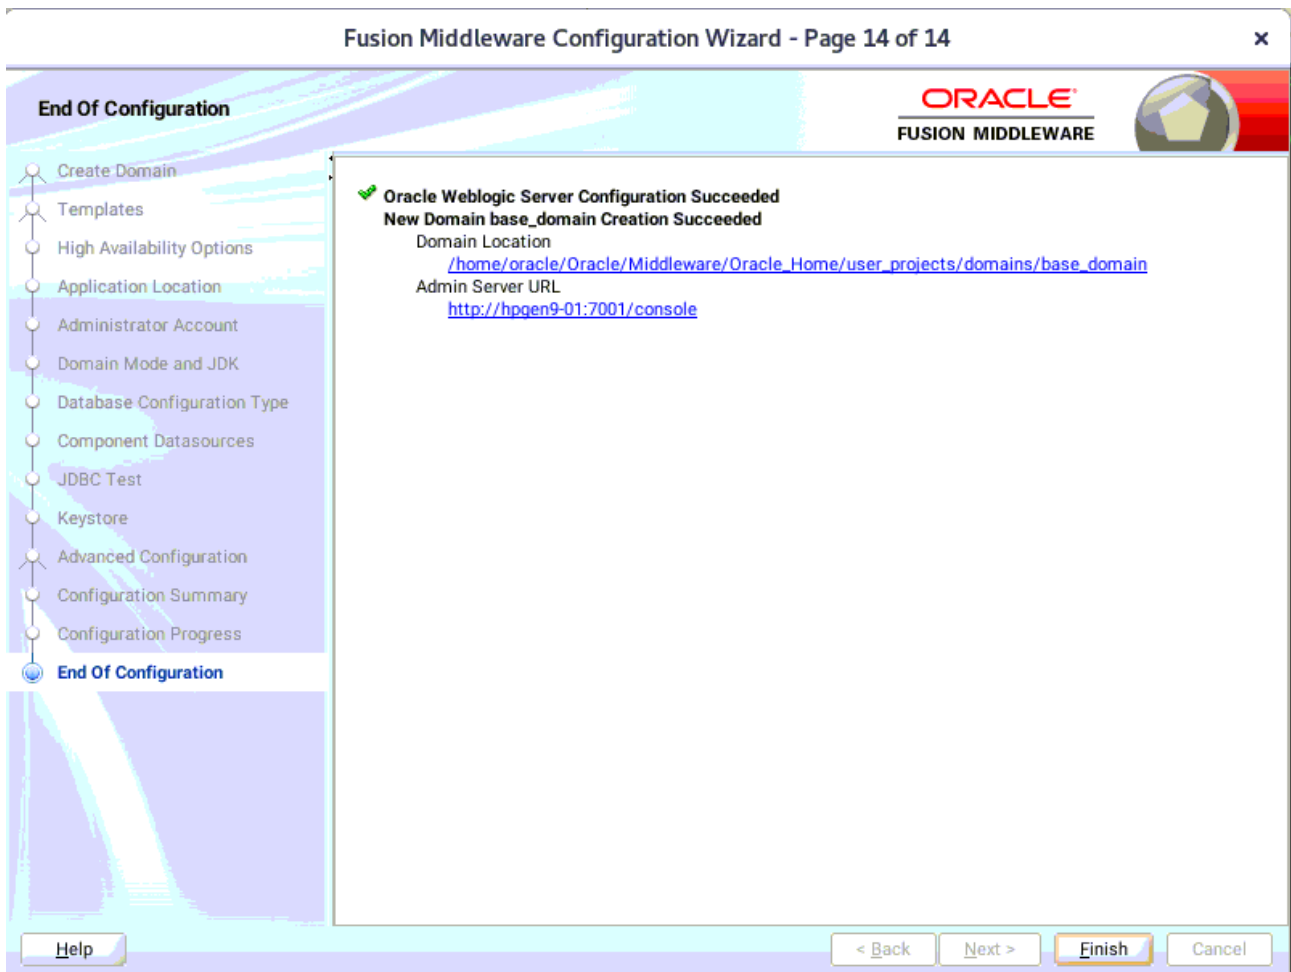 Fusion Middleware Configuration Wizard - Page 14 of 14
End Of Configuration
ORACLE
FUSION MIDDLEWARE
Create Domain
Templates
High Availability Options
Application Location
Administrator Account
Domain Mode and JDK
Database Configuration Type
Component Datasources
JDBC Test
Keystore
Advanced Configuration
Configuration Summary
Configuration Progress
End Of Configuration
Oracle Weblogic Server Configuration Succeeded
New Domain base_domain Creation Succeeded
Domain Location
/home/oracle/Oracle/Middleware/Oracle_Home/user_projects/domains/base_domain
Admin Server URL
http://hpgen9-01:7001/console
Help
< Back
Next >
Finish
Cancel